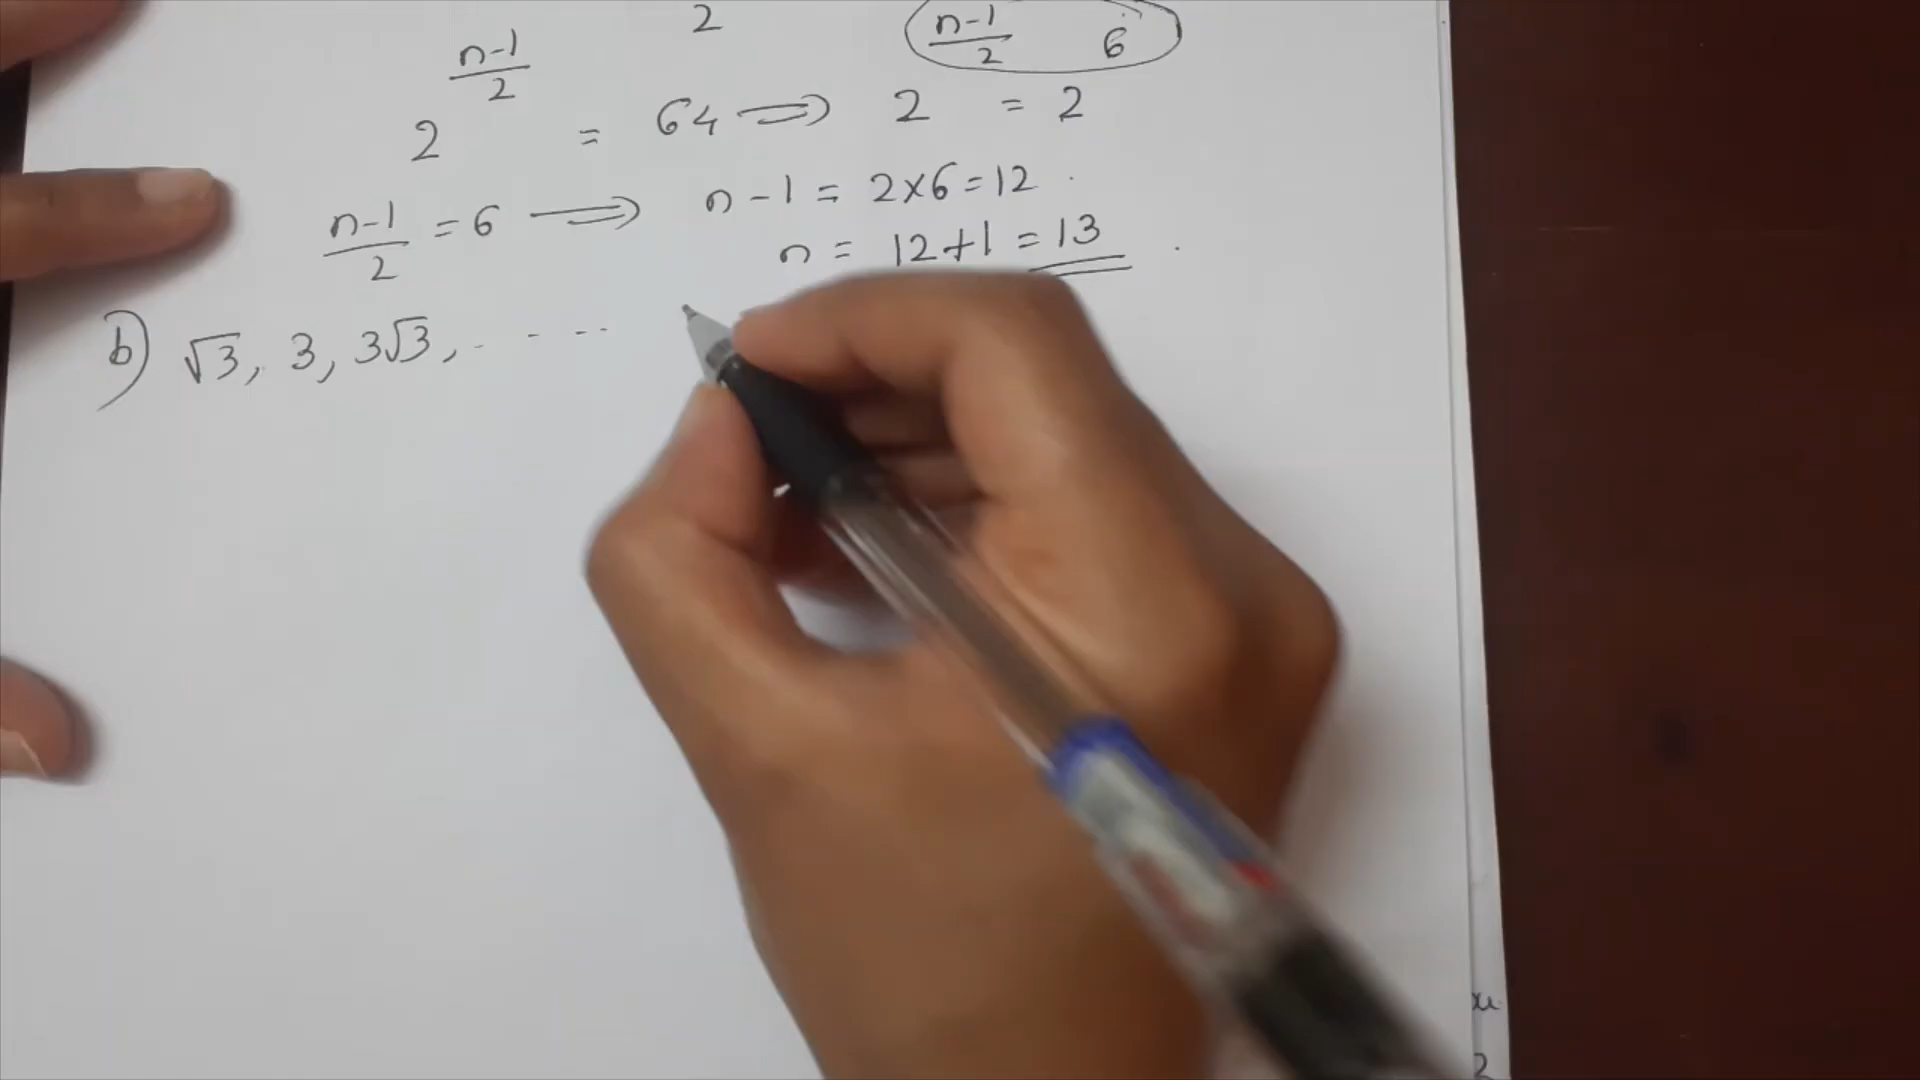 2
n-1/2 6
n-1/2
2 = 64 ⟹ 2 = 2
n-1/2 = 6 ⟹ n - 1 = 2×6 = 12
n = 12+1 = 13
b) √3, 3, 3√3, - - - -
x
2